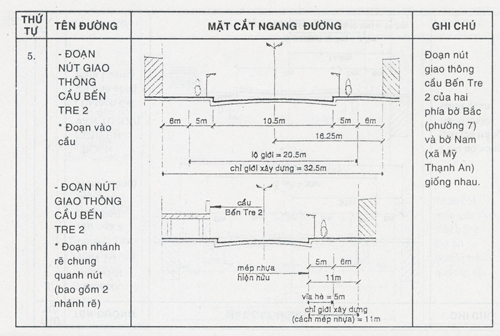 THỨ TỰ
TÊN ĐƯỜNG
MẶT CẮT NGANG ĐƯỜNG
GHI CHÚ
5.
- ĐOẠN
NÚT GIAO
THÔNG
CẦU BẾN
TRE 2
* Đoạn vào
cầu
6m
5m
10.5m
5m
6m
16.25m
lộ giới = 20.5m
chỉ giới xây dựng = 32.5m
Đoạn nút
giao thông
cầu Bến Tre
2 của hai
phía bờ Bắc
(phường 7)
và bờ Nam
(xã Mỹ
Thạnh An)
giống nhau.
- ĐOẠN NÚT
GIAO THÔNG
CẦU BẾN
TRE 2
* Đoạn nhánh
rẽ chung
quanh nút
(bao gồm 2
nhánh rẽ)
cầu
Bến Tre 2
mép nhựa
hiện hữu
5m
6m
11m
vỉa hè = 5m
chỉ giới xây dựng
(cách mép nhựa) = 11m